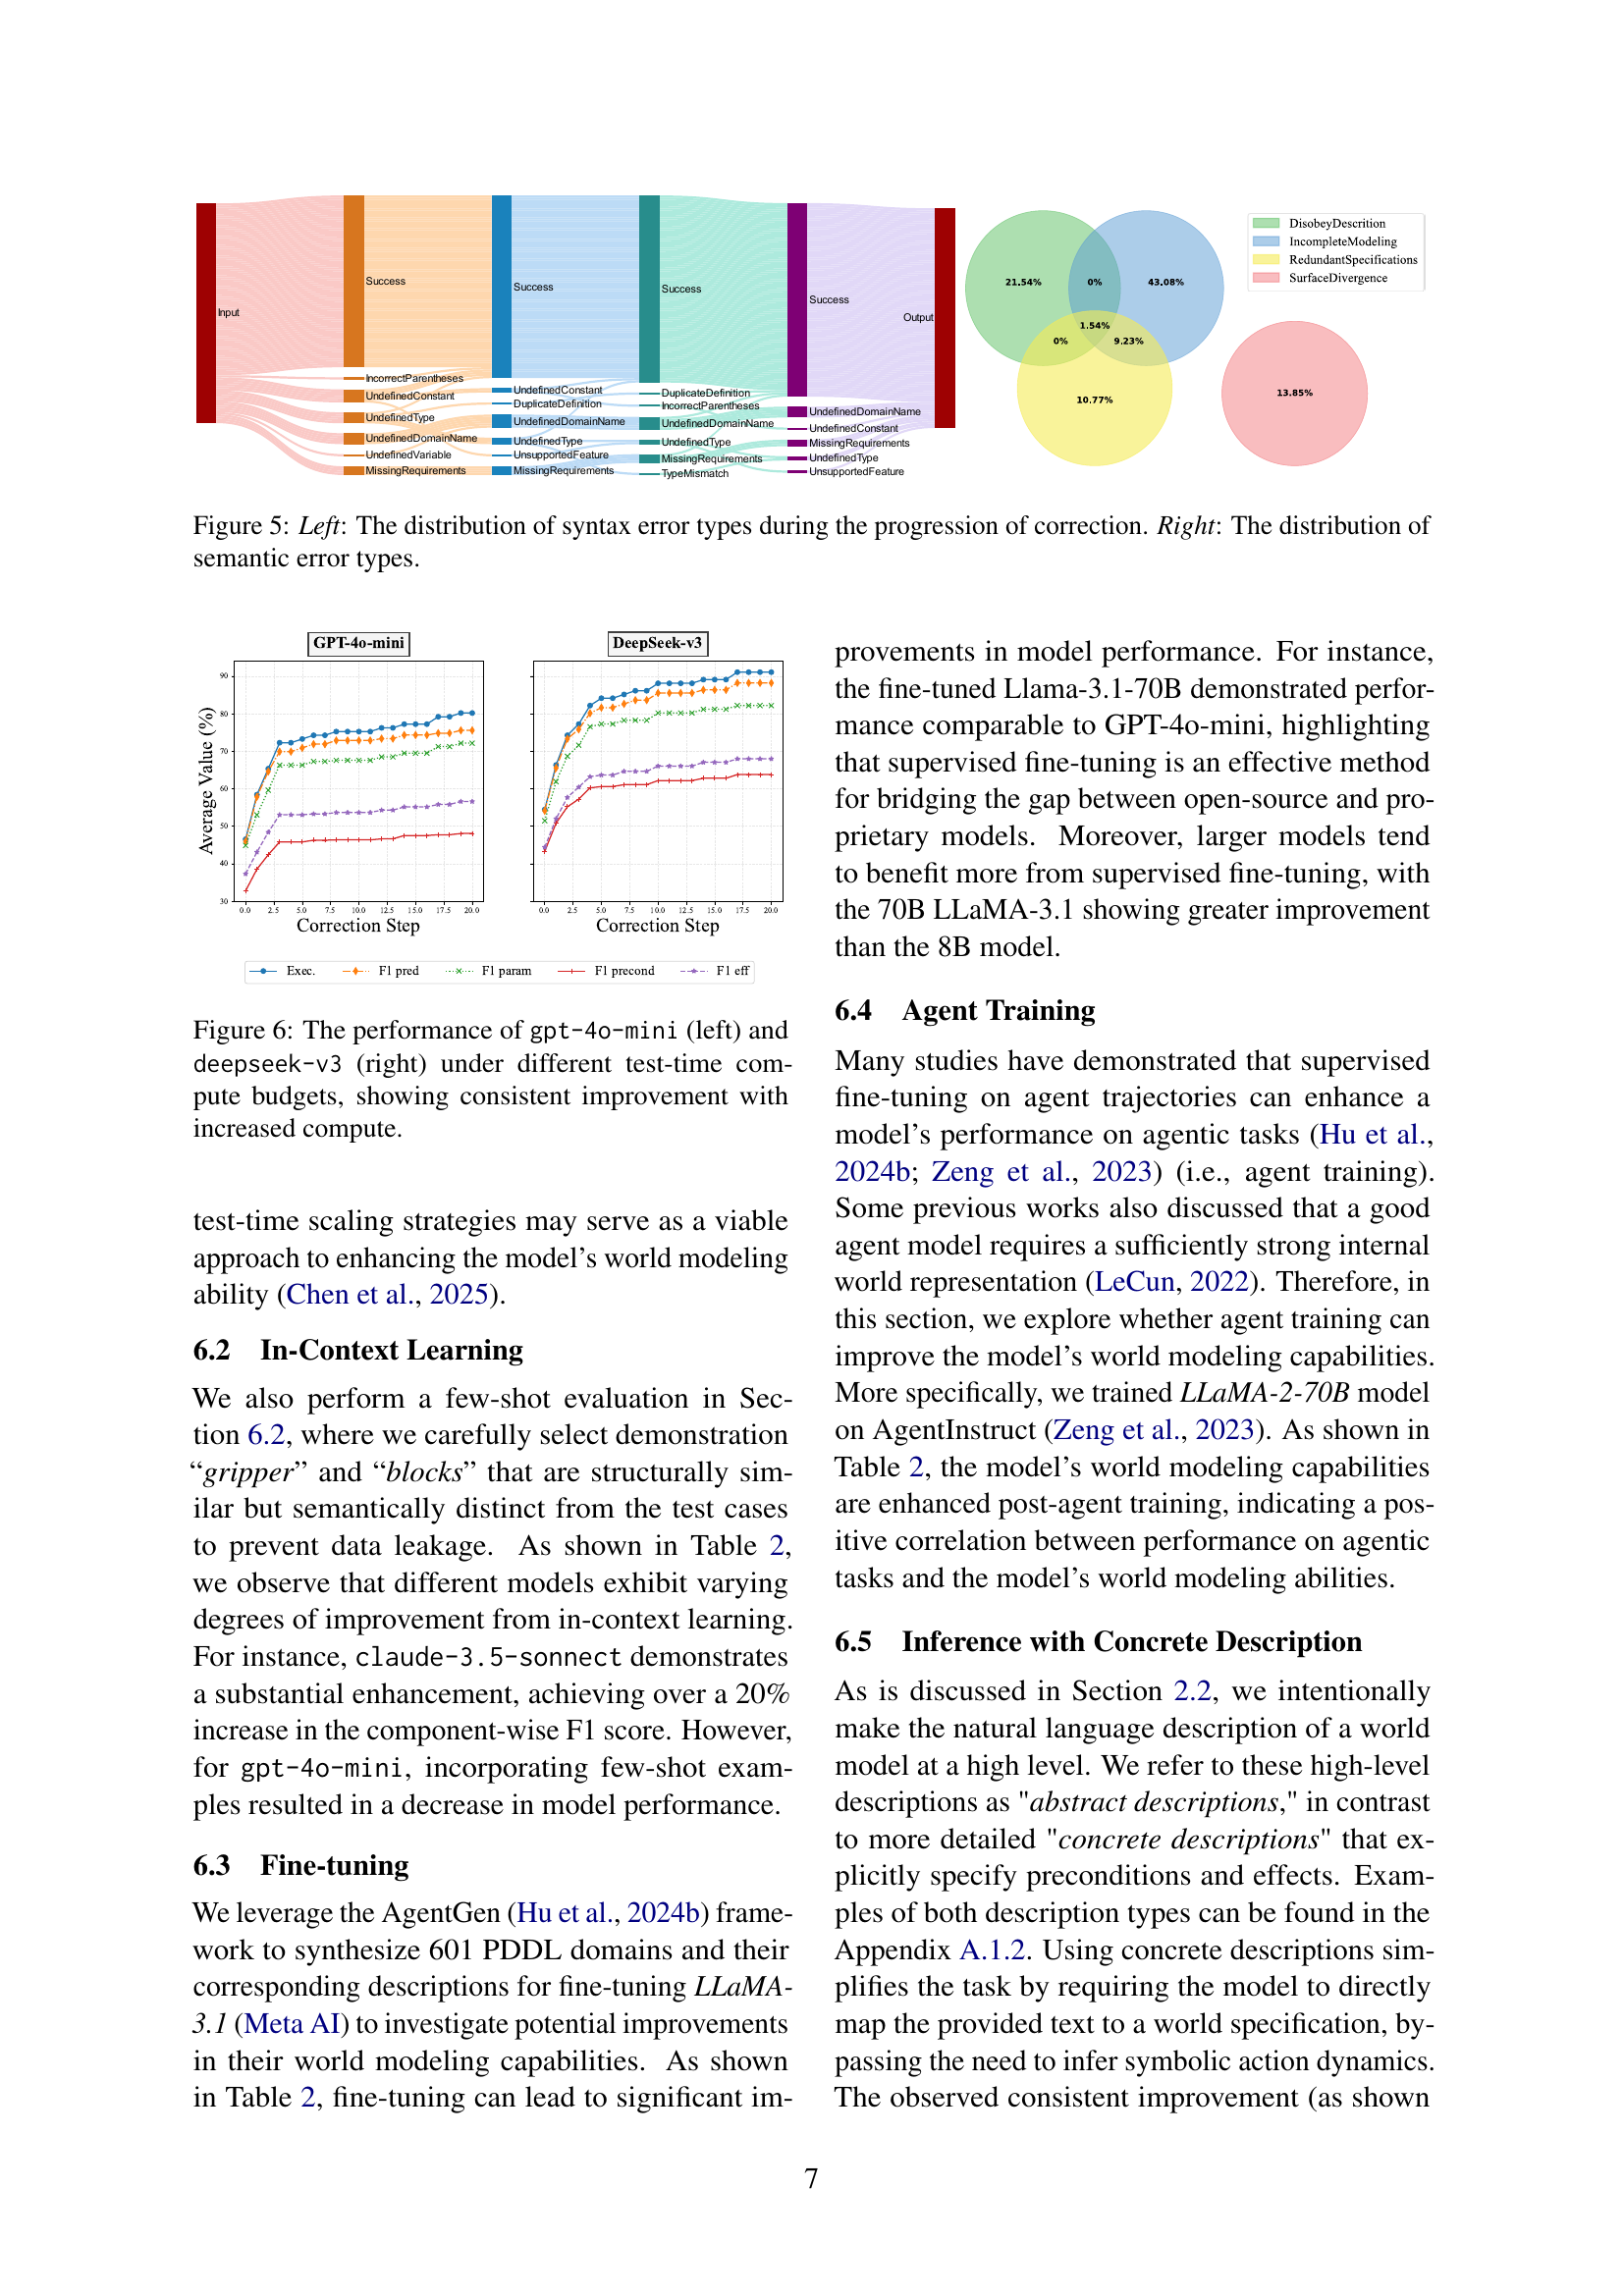 Input
Success
IncorrectParentheses
UndefinedConstant
UndefinedType
UndefinedDomainName
UndefinedVariable
MissingRequirements
Success
UndefinedConstant
DuplicateDefinition
UndefinedDomainName
UndefinedType
UnsupportedFeature
MissingRequirements
Success
DuplicateDefinition
IncorrectParentheses
UndefinedDomainName
UndefinedType
MissingRequirements
TypeMismatch
Success
UndefinedDomainName
UndefinedConstant
MissingRequirements
UndefinedType
UnsupportedFeature
Output
21.54%
0%
43.08%
1.54%
0%
9.23%
10.77%
13.85%
DisobeyDescrition
IncompleteModeling
RedundantSpecifications
SurfaceDivergence
Figure 5: Left: The distribution of syntax error types during the progression of correction. Right: The distribution of
semantic error types.
GPT-4o-mini
DeepSeek-v3
Average Value (%)
90
80
70
60
50
40
30
0.0 2.5 5.0 7.5 10.0 12.5 15.0 17.5 20.0
0.0 2.5 5.0 7.5 10.0 12.5 15.0 17.5 20.0
Correction Step
Correction Step
Exec. F1 pred F1 param F1 precond F1 eff
Figure 6: The performance of gpt-4o-mini (left) and
deepseek-v3 (right) under different test-time com-
pute budgets, showing consistent improvement with
increased compute.
test-time scaling strategies may serve as a viable
approach to enhancing the model's world modeling
ability (Chen et al., 2025).
6.2 In-Context Learning
We also perform a few-shot evaluation in Sec-
tion 6.2, where we carefully select demonstration
“gripper” and “blocks” that are structurally sim-
ilar but semantically distinct from the test cases
to prevent data leakage. As shown in Table 2,
we observe that different models exhibit varying
degrees of improvement from in-context learning.
For instance, claude-3.5-sonnect demonstrates
a substantial enhancement, achieving over a 20%
increase in the component-wise F1 score. However,
for gpt-4o-mini, incorporating few-shot exam-
ples resulted in a decrease in model performance.
6.3 Fine-tuning
We leverage the AgentGen (Hu et al., 2024b) frame-
work to synthesize 601 PDDL domains and their
corresponding descriptions for fine-tuning LLaMA-
3.1 (Meta AI) to investigate potential improvements
in their world modeling capabilities. As shown
in Table 2, fine-tuning can lead to significant im-
provements in model performance. For instance,
the fine-tuned Llama-3.1-70B demonstrated perfor-
mance comparable to GPT-4o-mini, highlighting
that supervised fine-tuning is an effective method
for bridging the gap between open-source and pro-
prietary models. Moreover, larger models tend
to benefit more from supervised fine-tuning, with
the 70B LLaMA-3.1 showing greater improvement
than the 8B model.
6.4 Agent Training
Many studies have demonstrated that supervised
fine-tuning on agent trajectories can enhance a
model's performance on agentic tasks (Hu et al.,
2024b; Zeng et al., 2023) (i.e., agent training).
Some previous works also discussed that a good
agent model requires a sufficiently strong internal
world representation (LeCun, 2022). Therefore, in
this section, we explore whether agent training can
improve the model's world modeling capabilities.
More specifically, we trained LLaMA-2-70B model
on AgentInstruct (Zeng et al., 2023). As shown in
Table 2, the model's world modeling capabilities
are enhanced post-agent training, indicating a pos-
itive correlation between performance on agentic
tasks and the model's world modeling abilities.
6.5 Inference with Concrete Description
As is discussed in Section 2.2, we intentionally
make the natural language description of a world
model at a high level. We refer to these high-level
descriptions as "abstract descriptions," in contrast
to more detailed "concrete descriptions" that ex-
plicitly specify preconditions and effects. Exam-
ples of both description types can be found in the
Appendix A.1.2. Using concrete descriptions sim-
plifies the task by requiring the model to directly
map the provided text to a world specification, by-
passing the need to infer symbolic action dynamics.
The observed consistent improvement (as shown
7